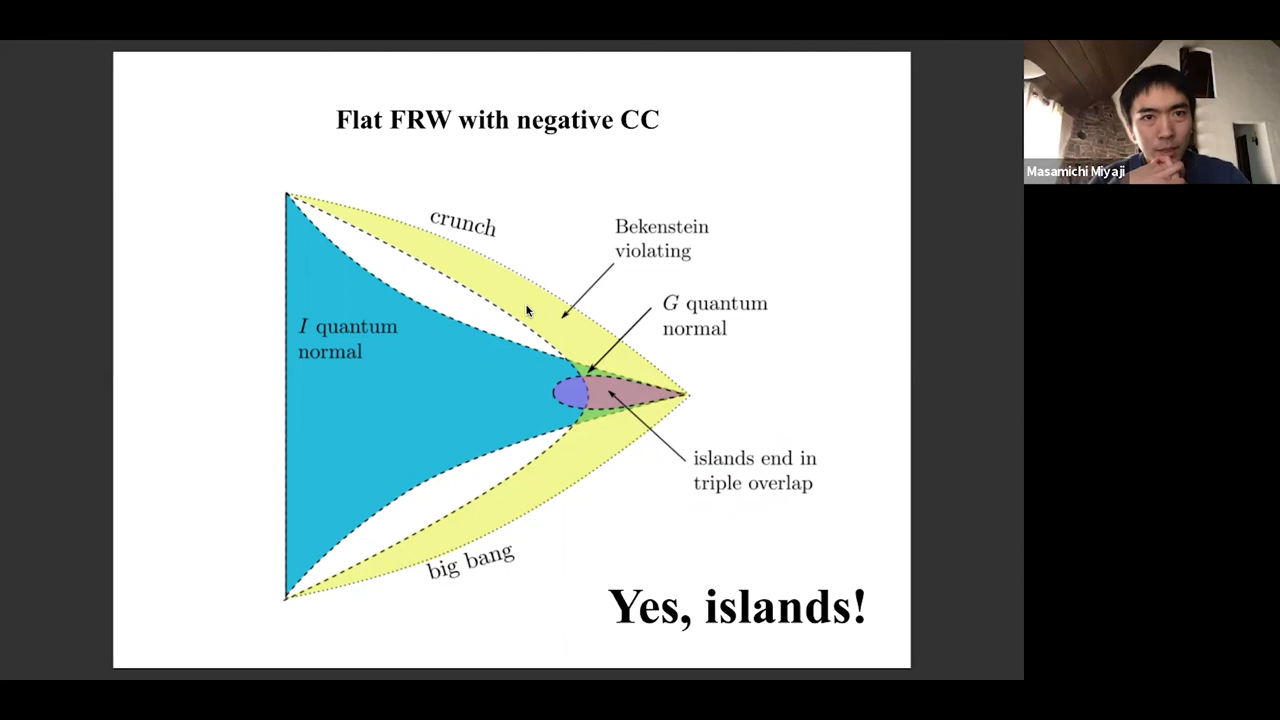 Flat FRW with negative CC
crunch
Bekenstein
violating
G quantum
normal
I quantum
normal
islands end in
triple overlap
big bang
Yes, islands!
Masamichi Miyaji